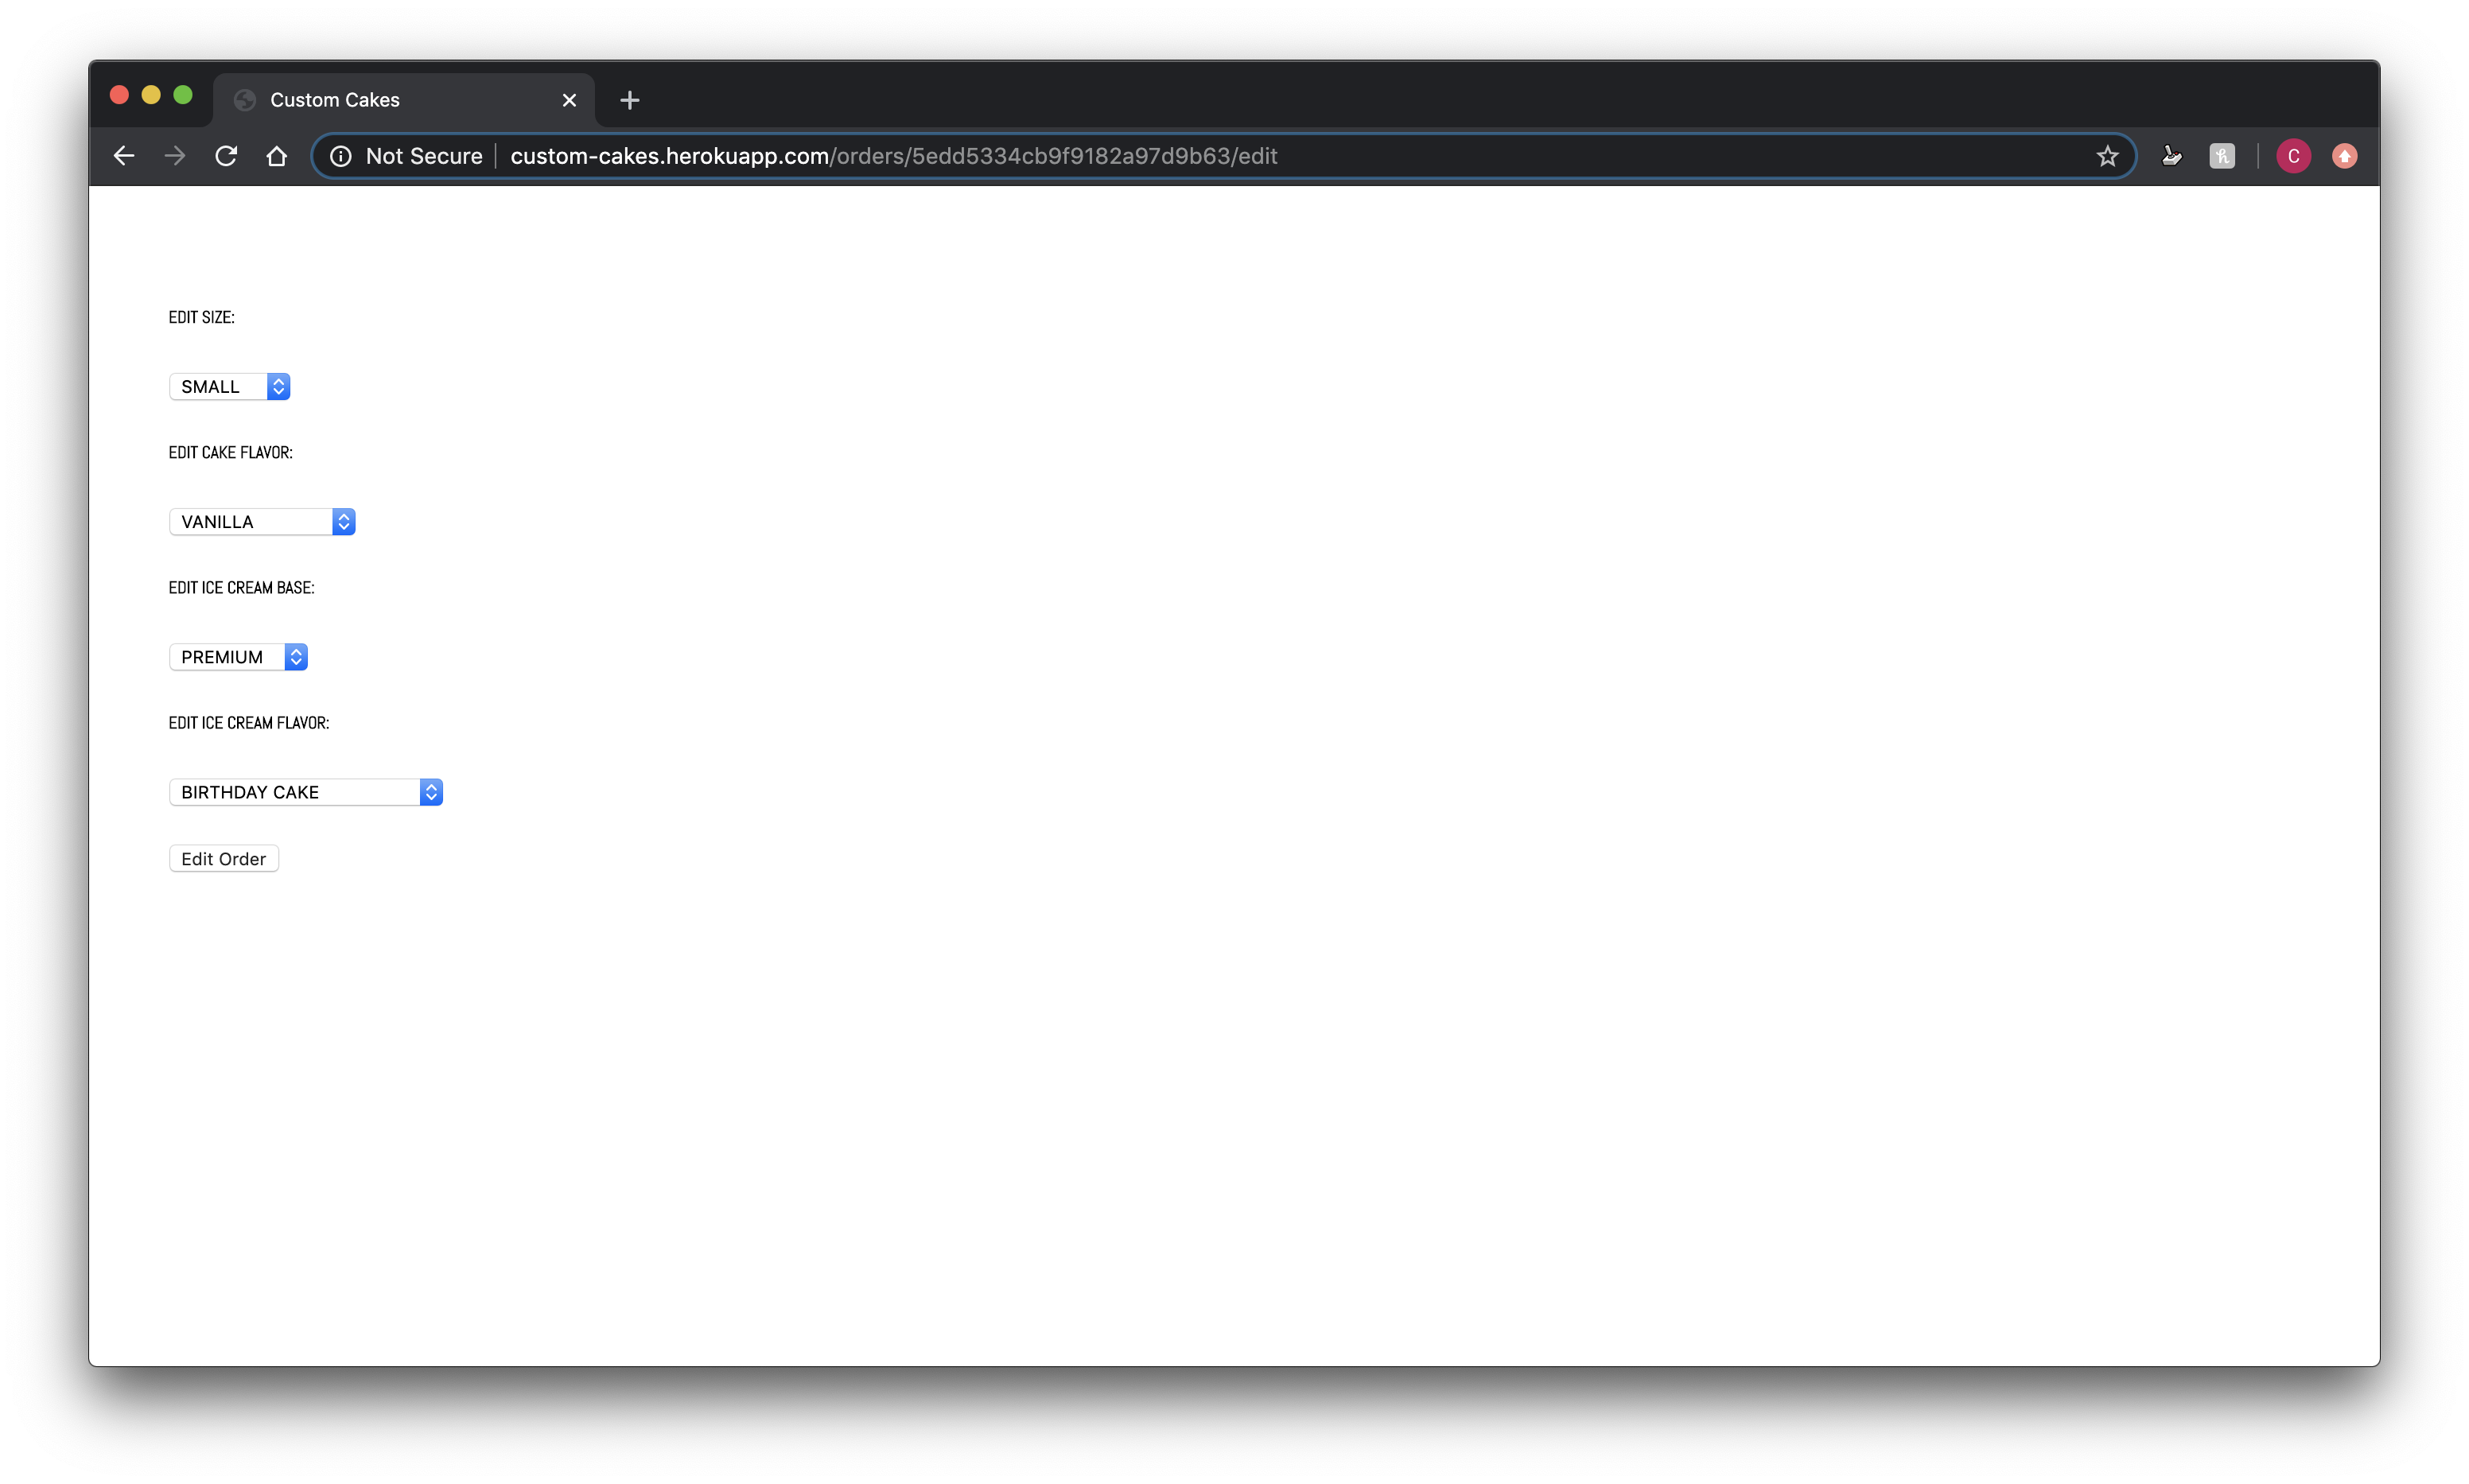 Custom Cakes
Not Secure custom-cakes.herokuapp.com/orders/5edd5334cb9f9182a97d9b63/edit
C
EDIT SIZE:
SMALL
EDIT CAKE FLAVOR:
VANILLA
EDIT ICE CREAM BASE:
PREMIUM
EDIT ICE CREAM FLAVOR:
BIRTHDAY CAKE
Edit Order